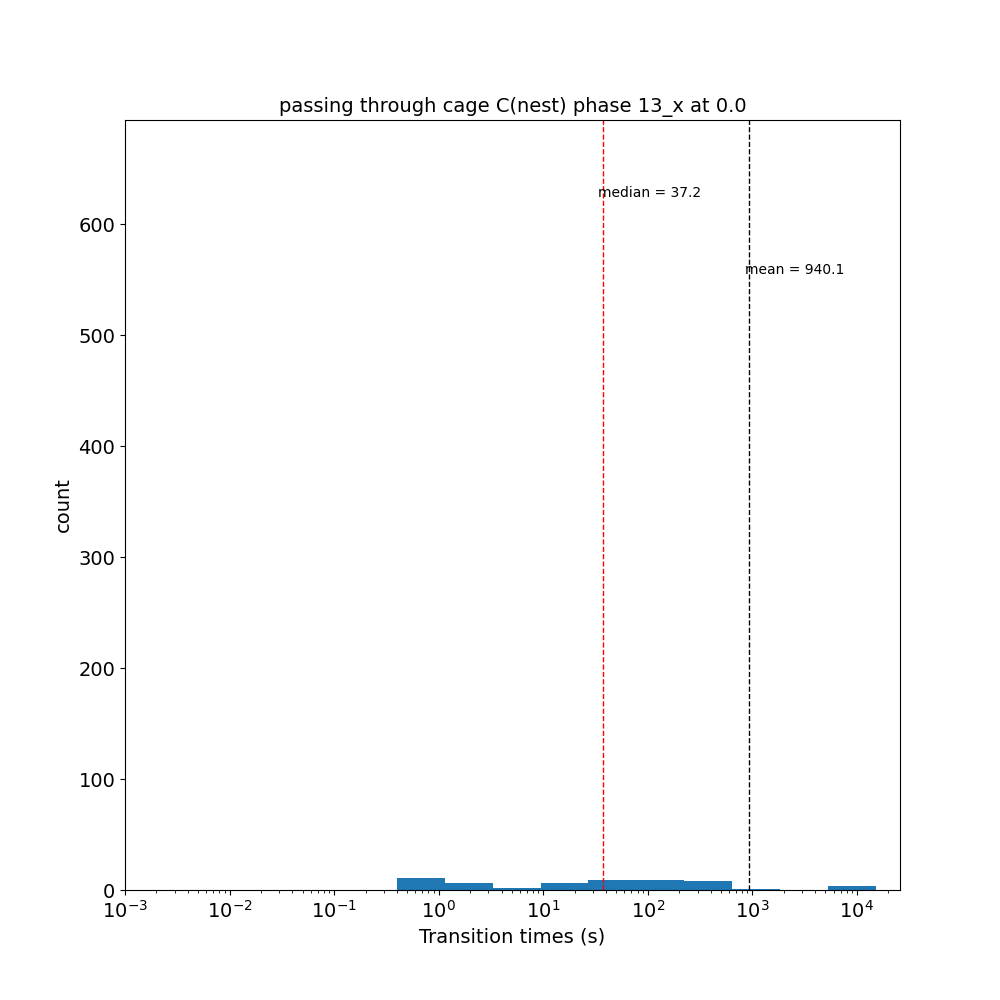 passing through cage C(nest) phase 13_x at 0.0
median = 37.2
mean = 940.1
600
500
400
300
200
100
0
count
10⁻³ 10⁻² 10⁻¹ 10⁰ 10¹ 10² 10³ 10⁴
Transition times (s)